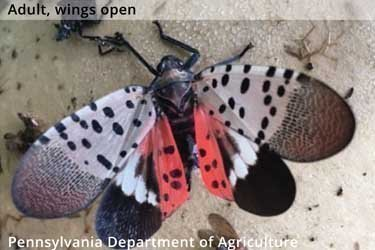 Adult, wings open
Pennsylvania Department of Agriculture